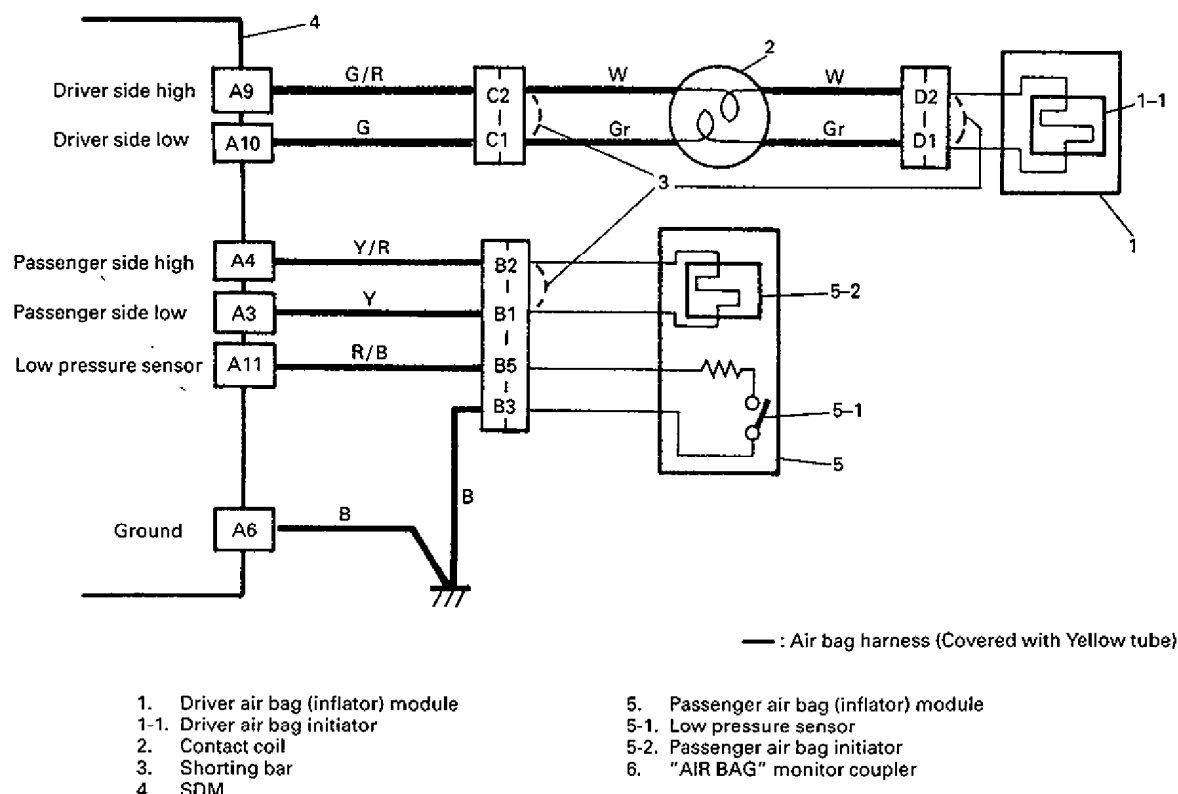 4
Driver side high A9 G/R C2 W 2 W D2 1-1
Driver side low A10 G C1 Gr Gr D1
3
1
Passenger side high A4 Y/R B2 5-2
Passenger side low A3 Y B1
Low pressure sensor A11 R/B B5
B3 5-1
5
B
Ground A6 B
: Air bag harness (Covered with Yellow tube)
1. Driver air bag (inflator) module
1-1. Driver air bag initiator
2. Contact coil
3. Shorting bar
4 SDM
5. Passenger air bag (inflator) module
5-1. Low pressure sensor
5-2. Passenger air bag initiator
6. "AIR BAG" monitor coupler